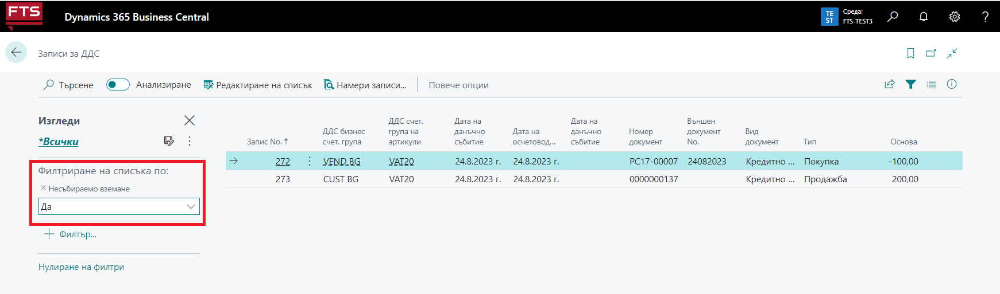 FTS
Dynamics 365 Business Central
TE
ST
Среда:
FTS-TEST3
Записи за ДДС
Търсене
Анализиране
Редактиране на списък
Намери записи...
Повече опции
Изгледи
*Всички
Филтриране на списъка по:
Несъбираемо вземане
Да
Филтър...
Нулиране на филтри
Запис No. ↑
ДДС бизнес
счет. група
ДДС счет.
група на
артикули
Дата на
данъчно
събитие
Дата на
осчетовод...
Дата на
данъчно
събитие
Номер
документ
Външен
документ
No.
Вид
документ
Тип
Основа
272 VEND BG VAT20 24.8.2023 г. 24.8.2023 г. PC17-00007 24082023 Кредитно ... Покупка -100,00
273 CUST BG VAT20 24.8.2023 г. 24.8.2023 г. 0000000137 Кредитно ... Продажба 200,00